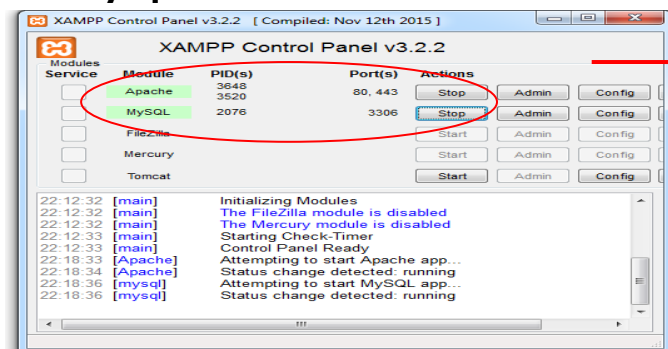 XAMPP Control Panel v3.2.2 [ Compiled: Nov 12th 2015 ]
XAMPP Control Panel v3.2.2
Modules
Service Module PID(s) Port(s) Actions
Apache 3648 3520 80, 443 Stop Admin Config
MySQL 2076 3306 Stop Admin Config
FileZilla Start Admin Config
Mercury Start Admin Config
Tomcat Start Admin Config
22:12:32 [main] Initializing Modules
22:12:32 [main] The FileZilla module is disabled
22:12:32 [main] The Mercury module is disabled
22:12:33 [main] Starting Check-Timer
22:12:33 [main] Control Panel Ready
22:18:33 [Apache] Attempting to start Apache app...
22:18:34 [Apache] Status change detected: running
22:18:36 [mysql] Attempting to start MySQL app...
22:18:36 [mysql] Status change detected: running